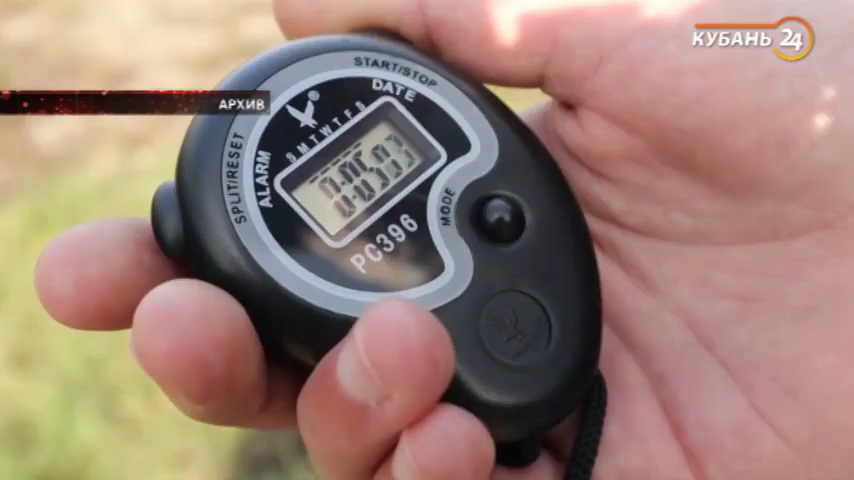 КУБАНЬ 24
АРХИВ
START/STOP
DATE
SPLIT/RESET
ALARM
S M T W T F S
MODE
PC396